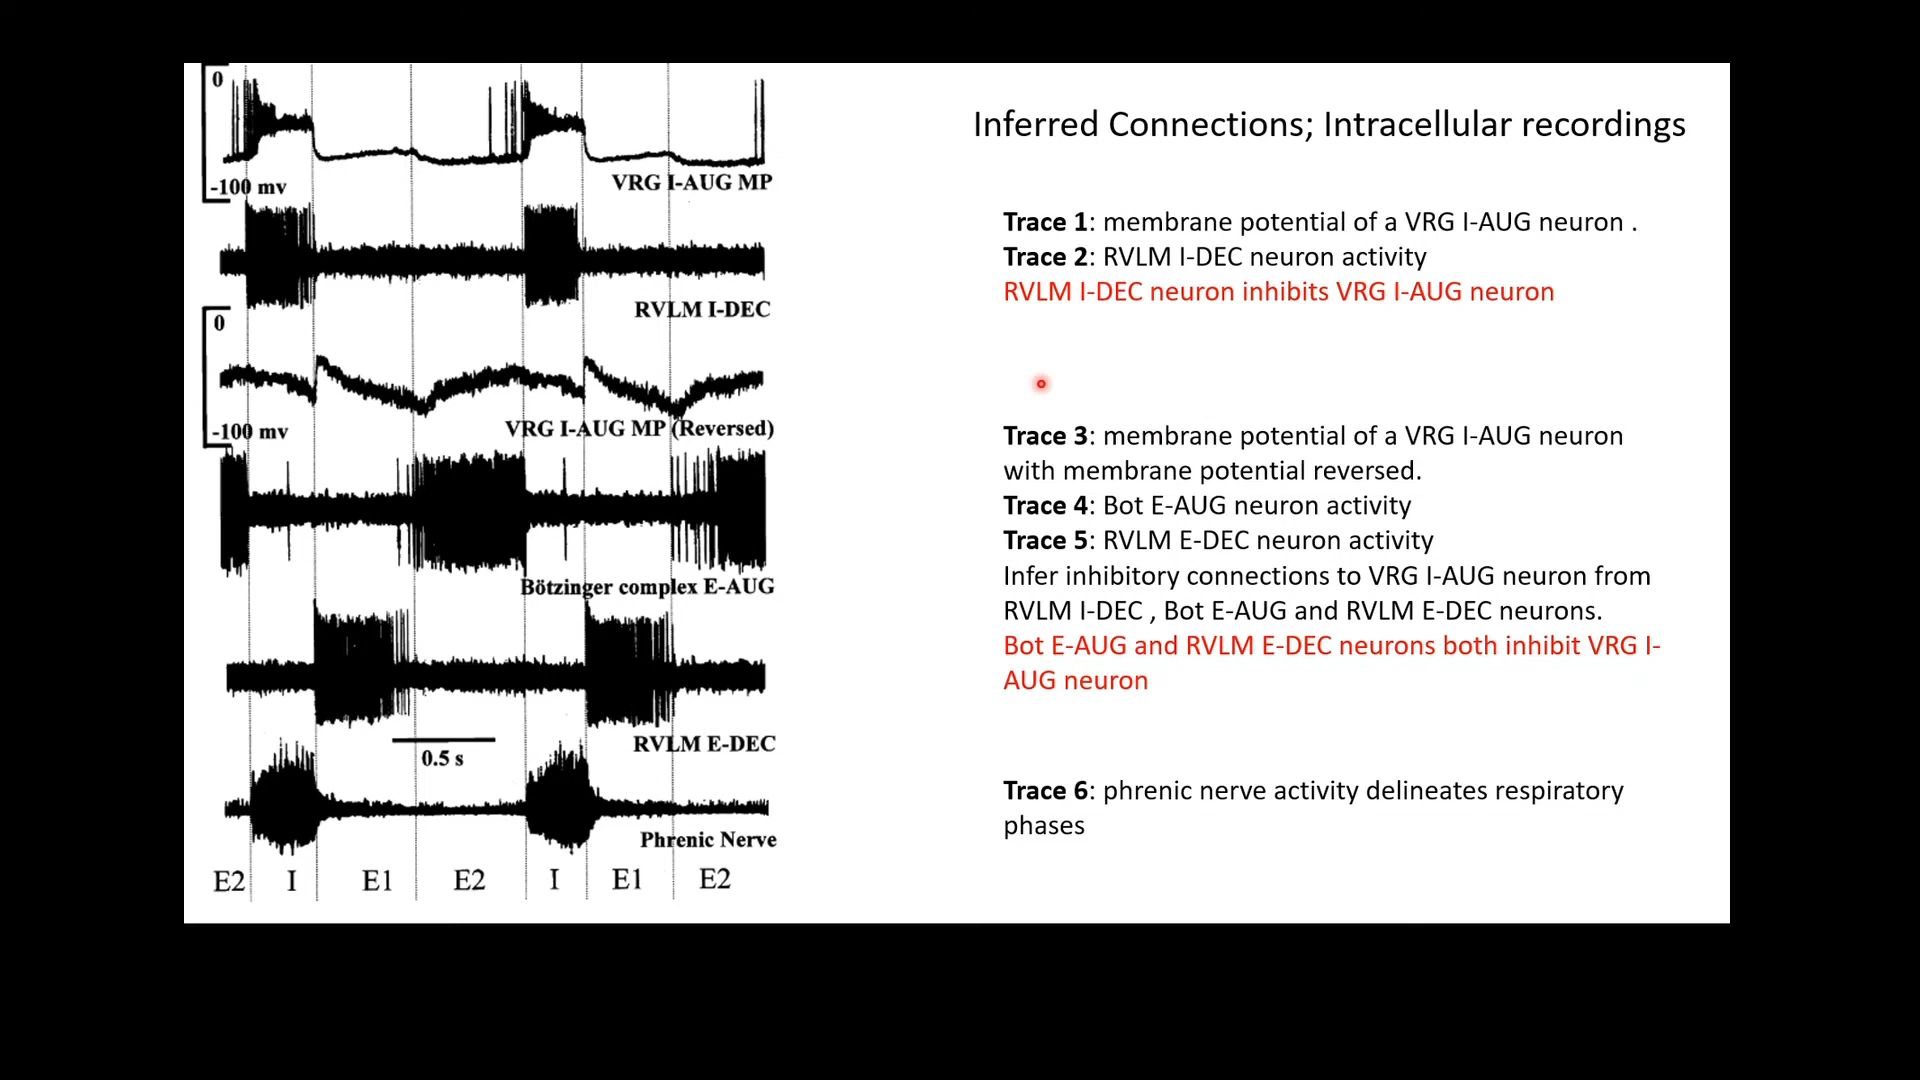 0
-100 mv
VRG I-AUG MP
RVLM I-DEC
0
-100 mv
VRG I-AUG MP (Reversed)
Bötzinger complex E-AUG
RVLM E-DEC
0.5 s
Phrenic Nerve
E2 I E1 E2 I E1 E2
Inferred Connections; Intracellular recordings
Trace 1: membrane potential of a VRG I-AUG neuron .
Trace 2: RVLM I-DEC neuron activity
RVLM I-DEC neuron inhibits VRG I-AUG neuron
Trace 3: membrane potential of a VRG I-AUG neuron
with membrane potential reversed.
Trace 4: Bot E-AUG neuron activity
Trace 5: RVLM E-DEC neuron activity
Infer inhibitory connections to VRG I-AUG neuron from
RVLM I-DEC , Bot E-AUG and RVLM E-DEC neurons.
Bot E-AUG and RVLM E-DEC neurons both inhibit VRG I-
AUG neuron
Trace 6: phrenic nerve activity delineates respiratory
phases